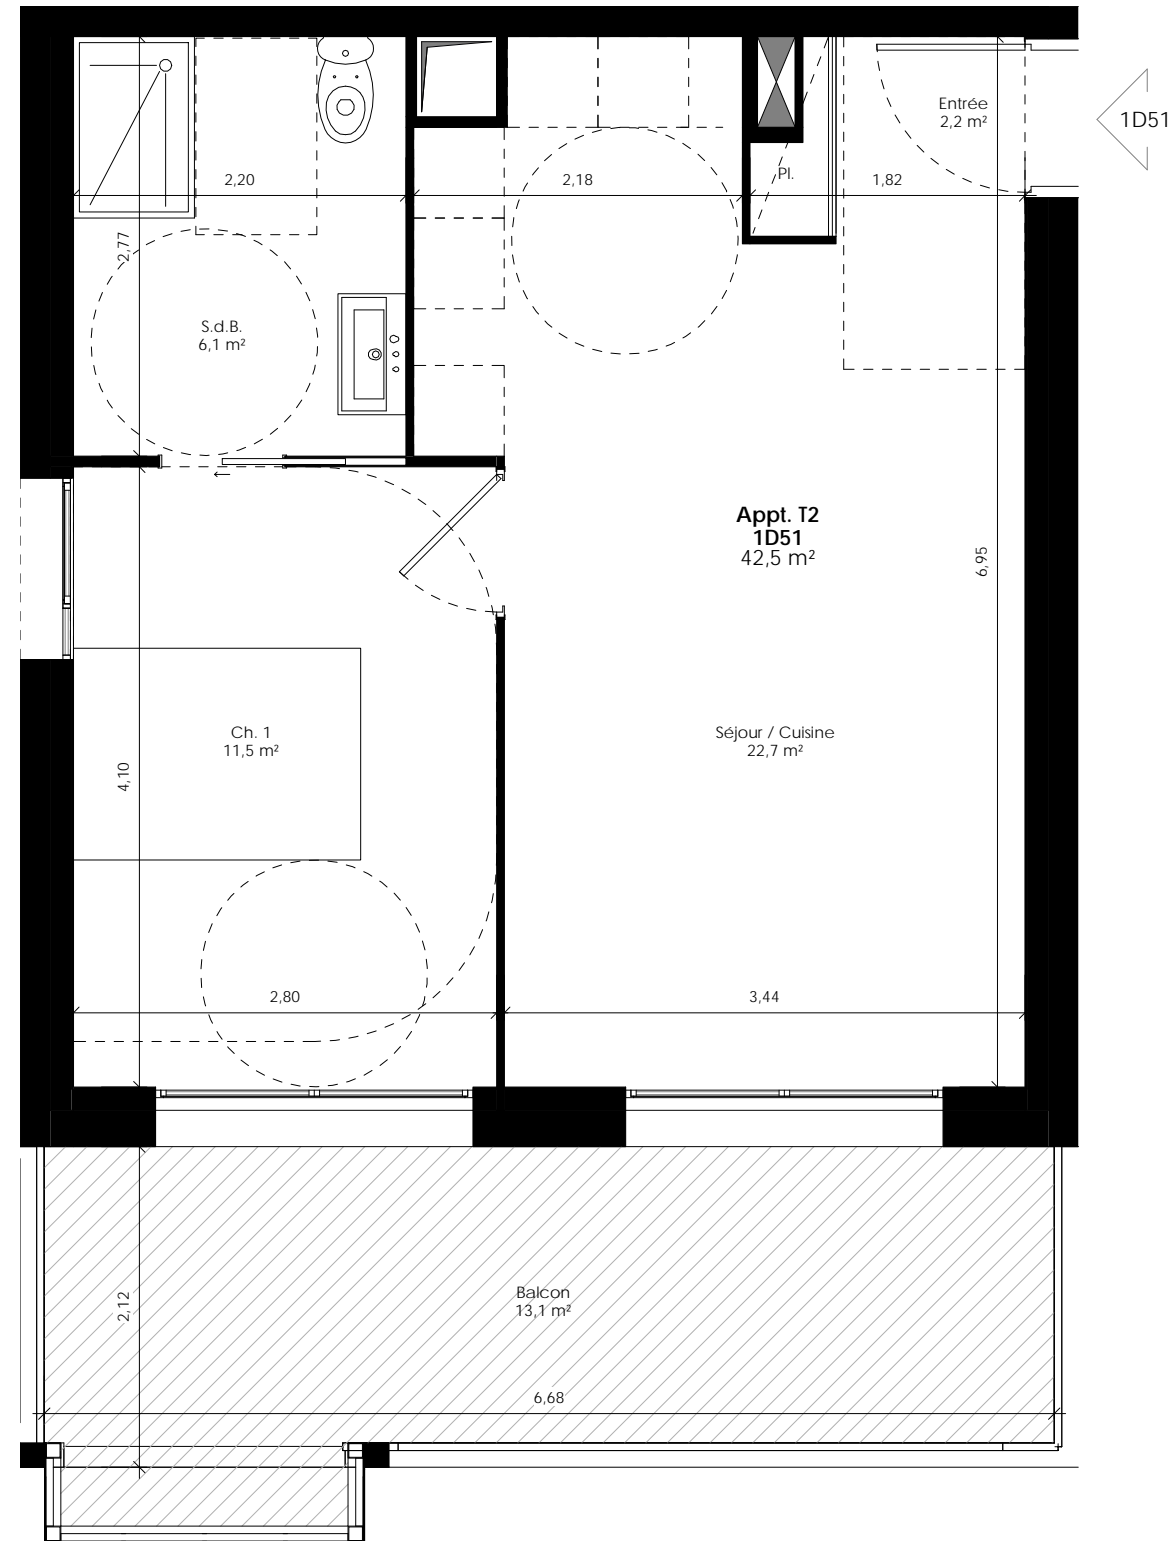 Entrée
2,2 m²
1D51
2,20
2,18
Pl.
1,82
2,77
S.d.B.
6,1 m²
Appt. T2
1D51
42,5 m²
6,95
Ch. 1
11,5 m²
Séjour / Cuisine
22,7 m²
4,10
2,80
3,44
Balcon
13,1 m²
2,12
6,68